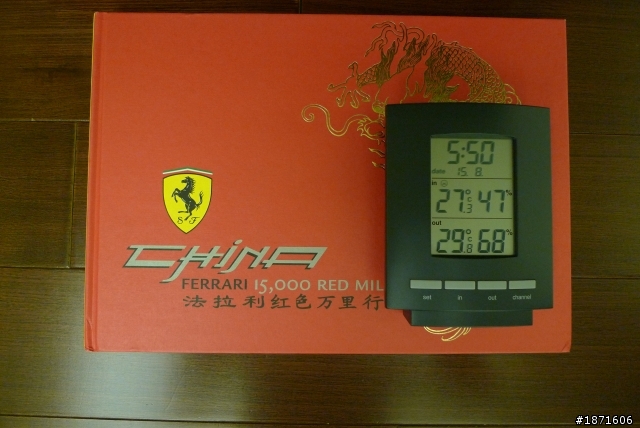 S F
CHINA
FERRARI 15,000 RED MIL
法拉利红色万里行
5:50
date 15. 8
in
27.3°C 47%
out
29.8°C 68%
set in out channel
#1871606